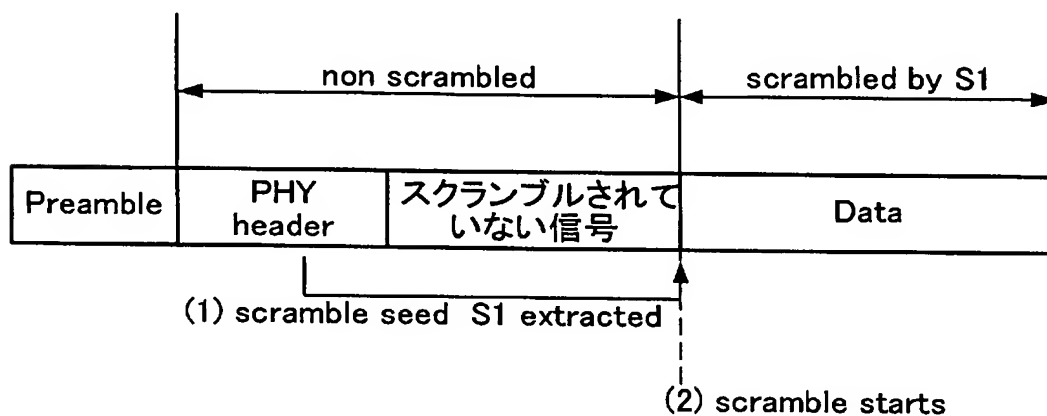 non scrambled
scrambled by S1
Preamble
PHY
header
スクランブルされて
いない信号
Data
(1) scramble seed S1 extracted
(2) scramble starts